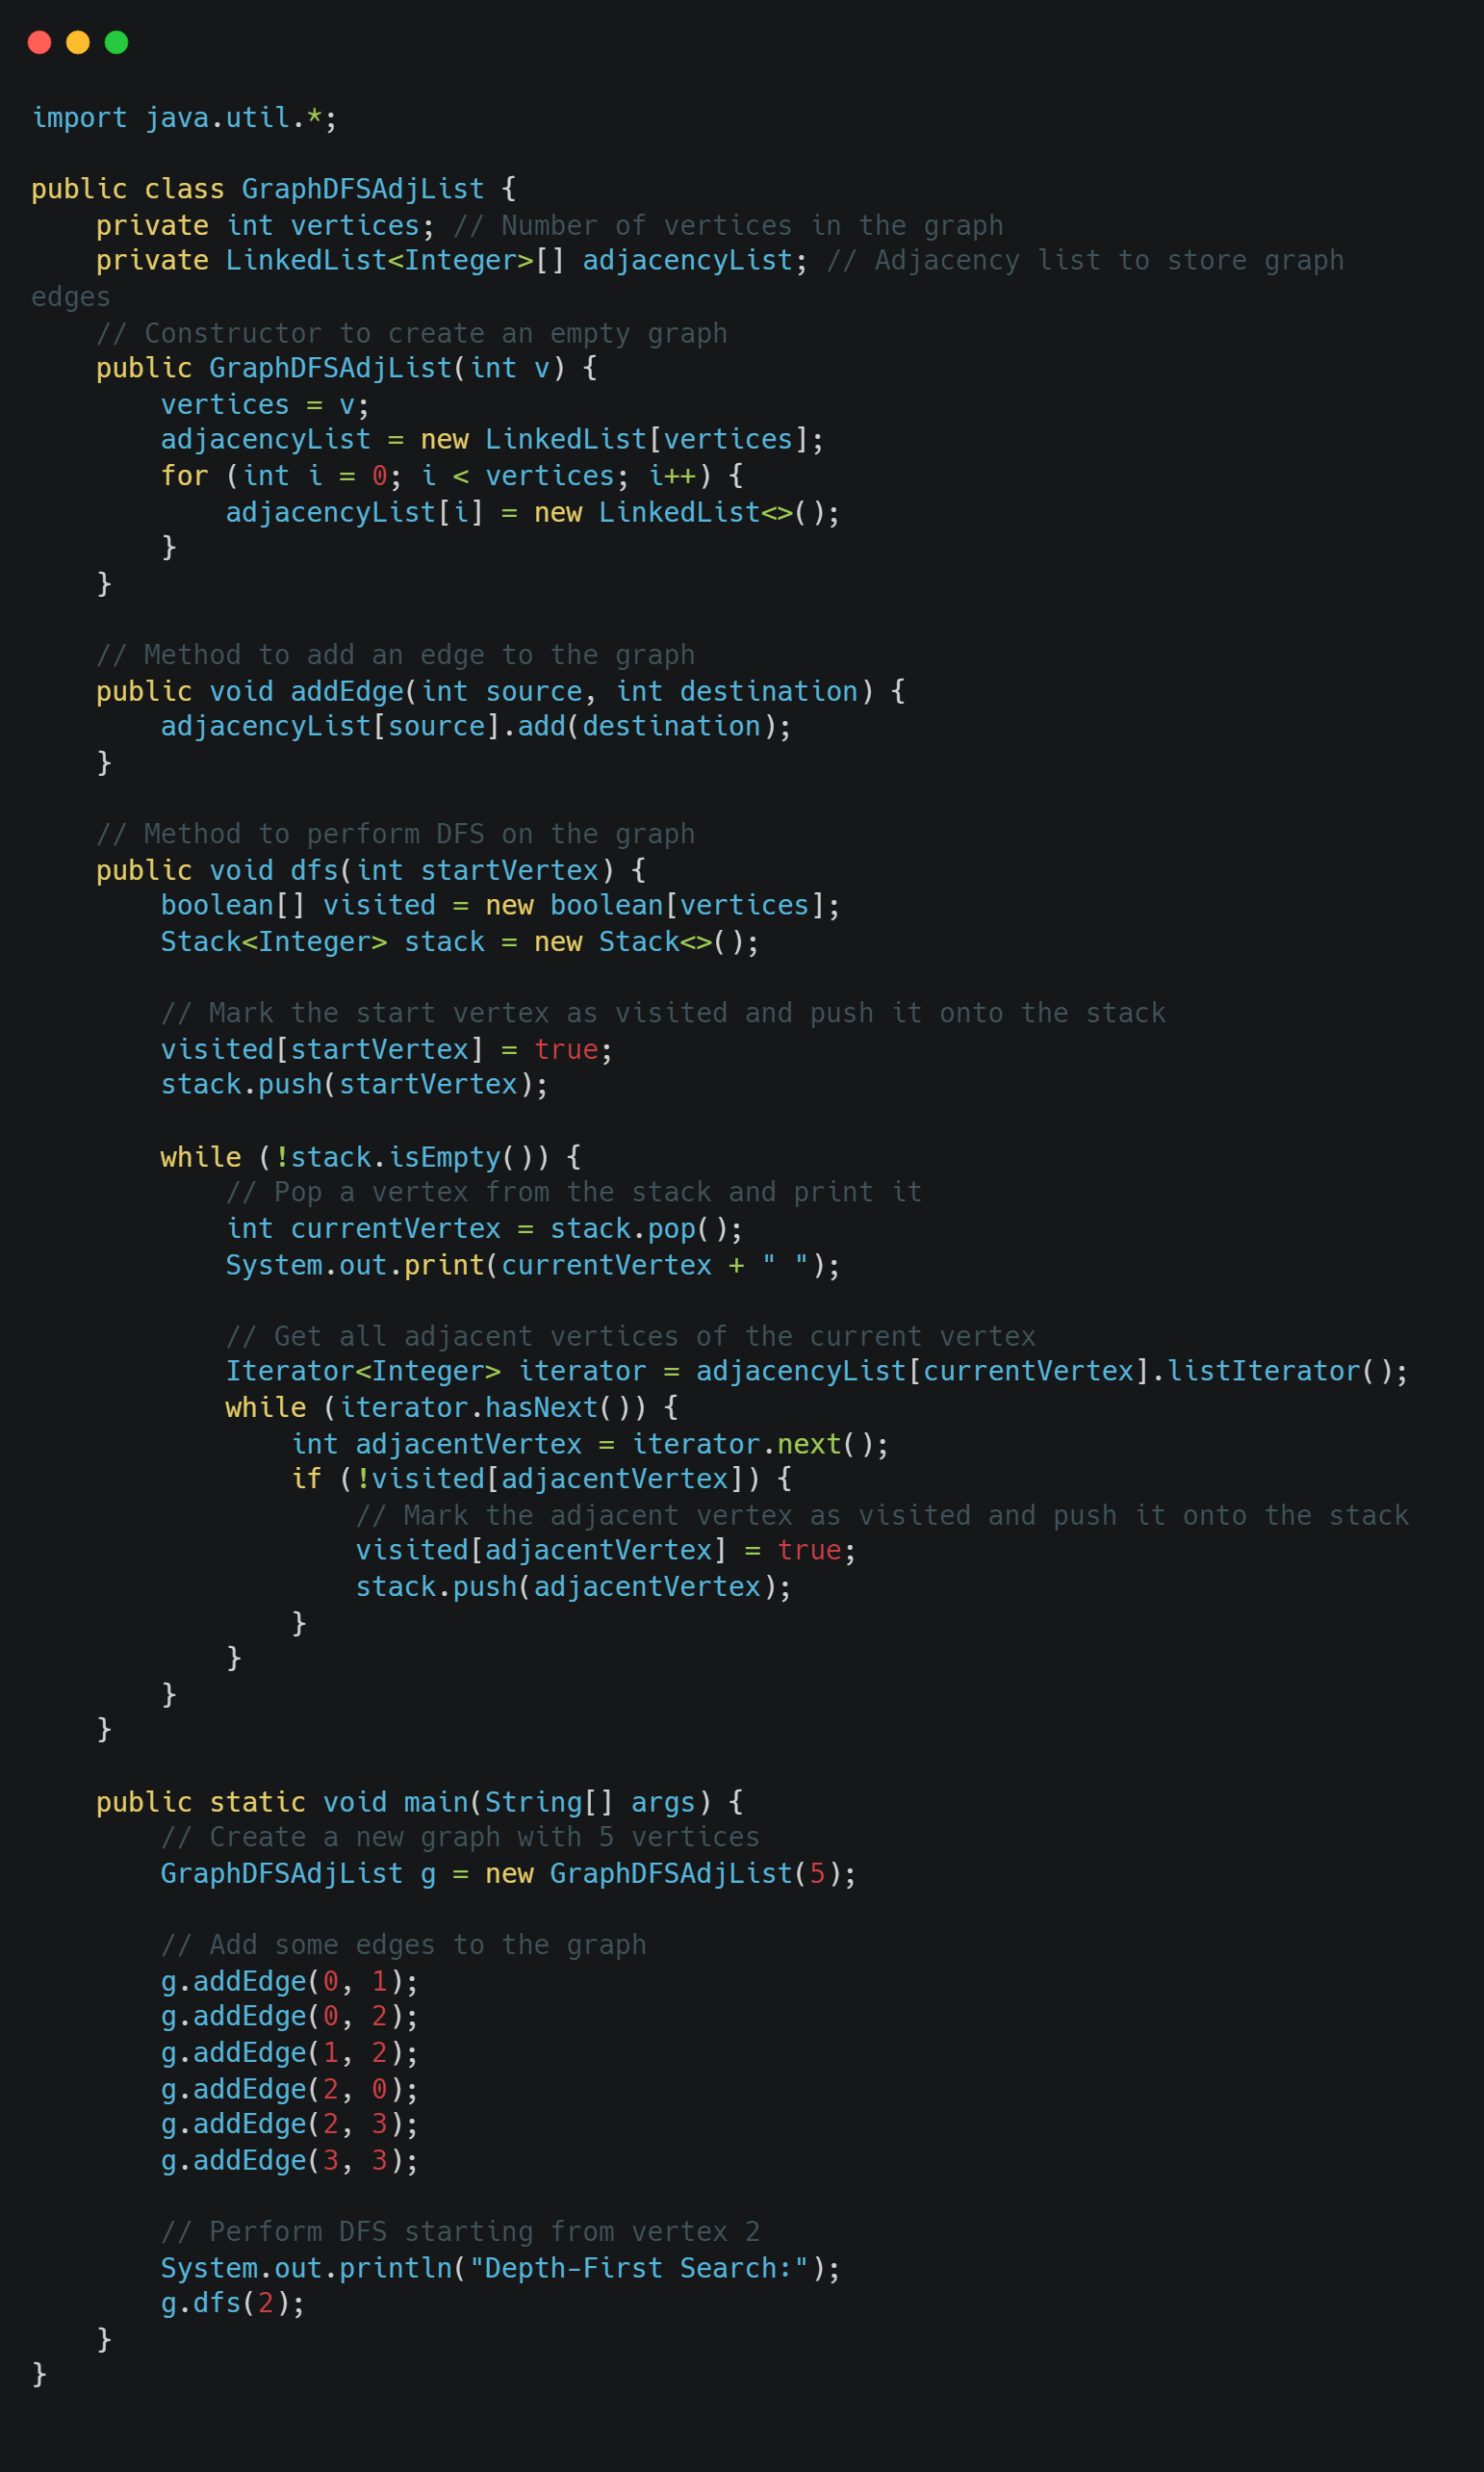 import java.util.*;

public class GraphDFSAdjList {
    private int vertices; // Number of vertices in the graph
    private LinkedList<Integer>[] adjacencyList; // Adjacency list to store graph
edges
    // Constructor to create an empty graph
    public GraphDFSAdjList(int v) {
        vertices = v;
        adjacencyList = new LinkedList[vertices];
        for (int i = 0; i < vertices; i++) {
            adjacencyList[i] = new LinkedList<>();
        }
    }

    // Method to add an edge to the graph
    public void addEdge(int source, int destination) {
        adjacencyList[source].add(destination);
    }

    // Method to perform DFS on the graph
    public void dfs(int startVertex) {
        boolean[] visited = new boolean[vertices];
        Stack<Integer> stack = new Stack<>();

        // Mark the start vertex as visited and push it onto the stack
        visited[startVertex] = true;
        stack.push(startVertex);

        while (!stack.isEmpty()) {
            // Pop a vertex from the stack and print it
            int currentVertex = stack.pop();
            System.out.print(currentVertex + " ");

            // Get all adjacent vertices of the current vertex
            Iterator<Integer> iterator = adjacencyList[currentVertex].listIterator();
            while (iterator.hasNext()) {
                int adjacentVertex = iterator.next();
                if (!visited[adjacentVertex]) {
                    // Mark the adjacent vertex as visited and push it onto the stack
                    visited[adjacentVertex] = true;
                    stack.push(adjacentVertex);
                }
            }
        }
    }

    public static void main(String[] args) {
        // Create a new graph with 5 vertices
        GraphDFSAdjList g = new GraphDFSAdjList(5);

        // Add some edges to the graph
        g.addEdge(0, 1);
        g.addEdge(0, 2);
        g.addEdge(1, 2);
        g.addEdge(2, 0);
        g.addEdge(2, 3);
        g.addEdge(3, 3);

        // Perform DFS starting from vertex 2
        System.out.println("Depth-First Search:");
        g.dfs(2);
    }
}